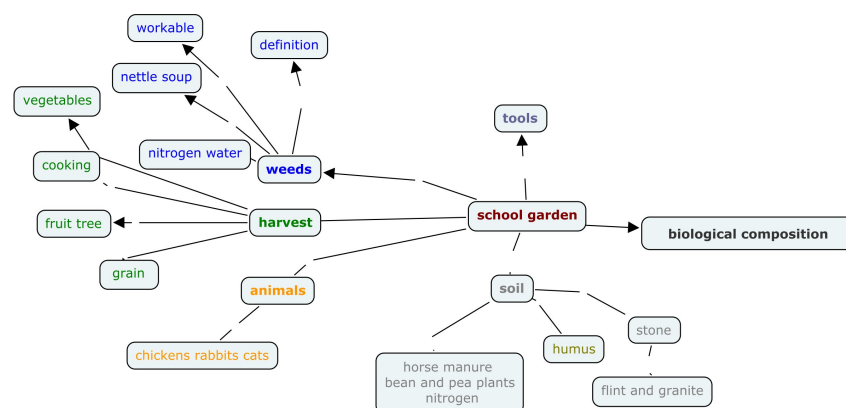 workable
definition
nettle soup
vegetables
tools
nitrogen water
cooking
weeds
school garden
fruit tree
harvest
biological composition
grain
animals
soil
stone
humus
chickens rabbits cats
horse manure
bean and pea plants
nitrogen
flint and granite